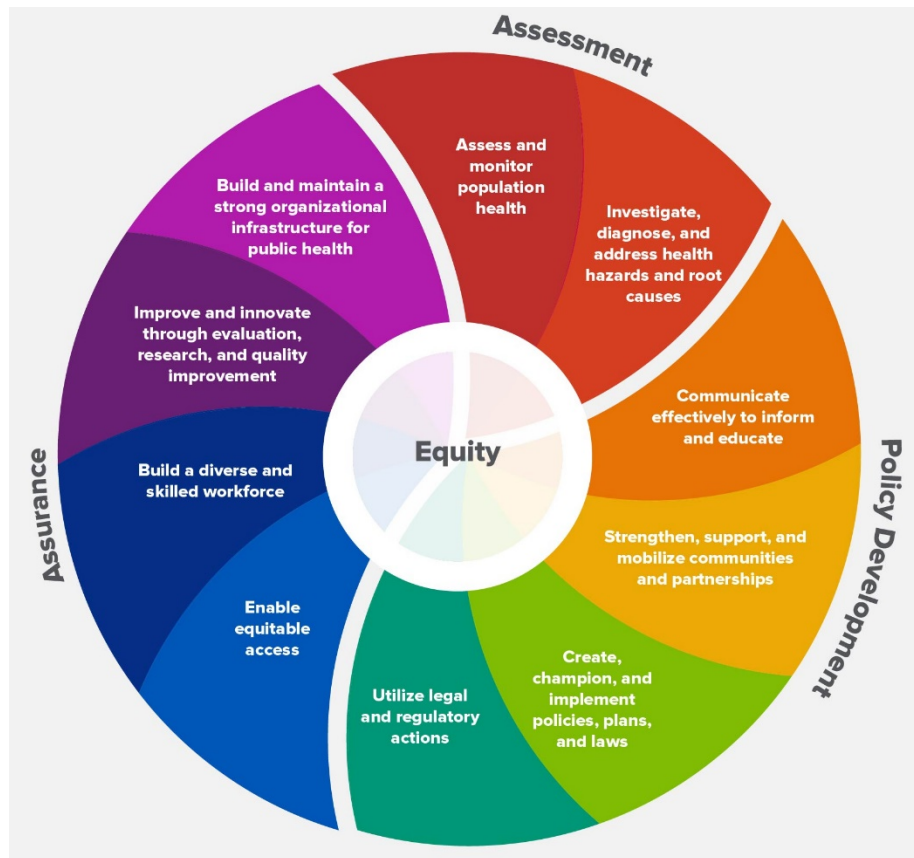 Assessment
Assess and
monitor
population
health
Investigate,
diagnose, and
address health
hazards and root
causes
Policy Development
Communicate
effectively to inform
and educate
Strengthen, support, and
mobilize communities
and partnerships
Create,
champion, and
implement
policies, plans,
and laws
Utilize legal
and regulatory
actions
Assurance
Enable
equitable
access
Build a diverse and
skilled workforce
Improve and innovate
through evaluation,
research, and quality
improvement
Build and maintain a
strong organizational
infrastructure for
public health
Equity